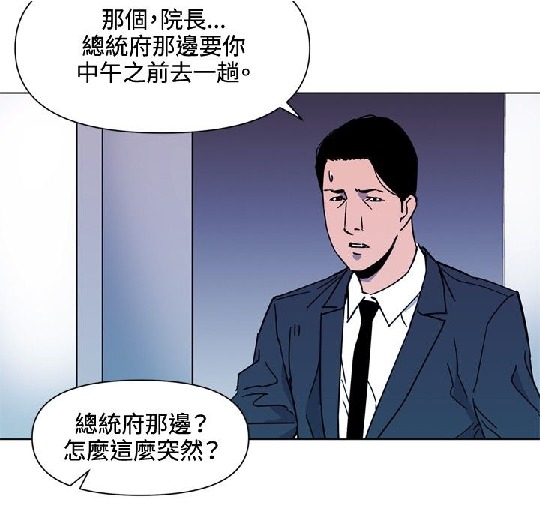 那個，院長…
總統府那邊要你
中午之前去一趟。
總統府那邊？
怎麼這麼突然？